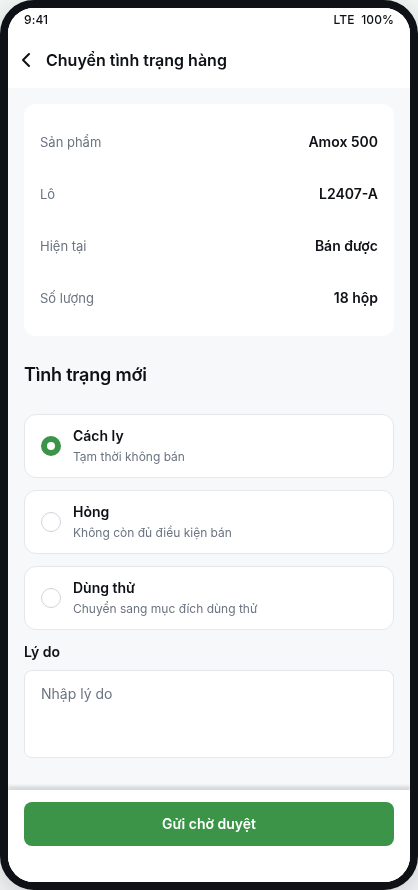 9:41 LTE 100%
Chuyển tình trạng hàng
Sản phẩm Amox 500
Lô L2407-A
Hiện tại Bán được
Số lượng 18 hộp
Tình trạng mới
Cách ly
Tạm thời không bán
Hỏng
Không còn đủ điều kiện bán
Dùng thử
Chuyển sang mục đích dùng thử
Lý do
Nhập lý do
Gửi chờ duyệt